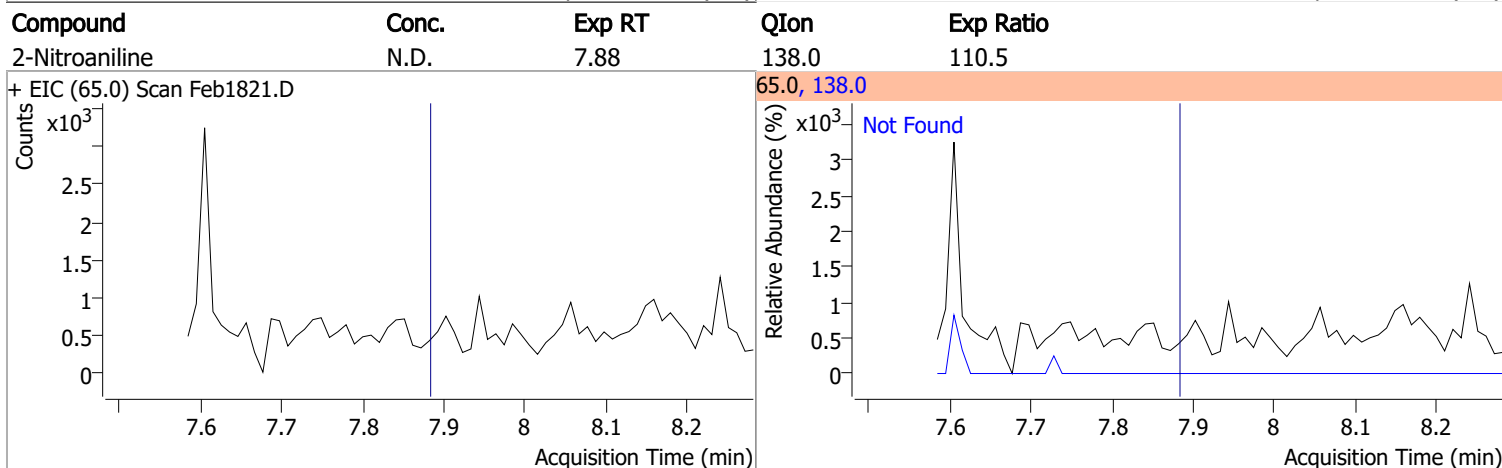 Compound Conc. Exp RT QIon Exp Ratio
2-Nitroaniline N.D. 7.88 138.0 110.5
+ EIC (65.0) Scan Feb1821.D
Counts
x10³
2.5
2
1.5
1
0.5
0
7.6 7.7 7.8 7.9 8 8.1 8.2
Acquisition Time (min)
65.0, 138.0
Relative Abundance (%)
x10³
Not Found
3
2.5
2
1.5
1
0.5
0
7.6 7.7 7.8 7.9 8 8.1 8.2
Acquisition Time (min)